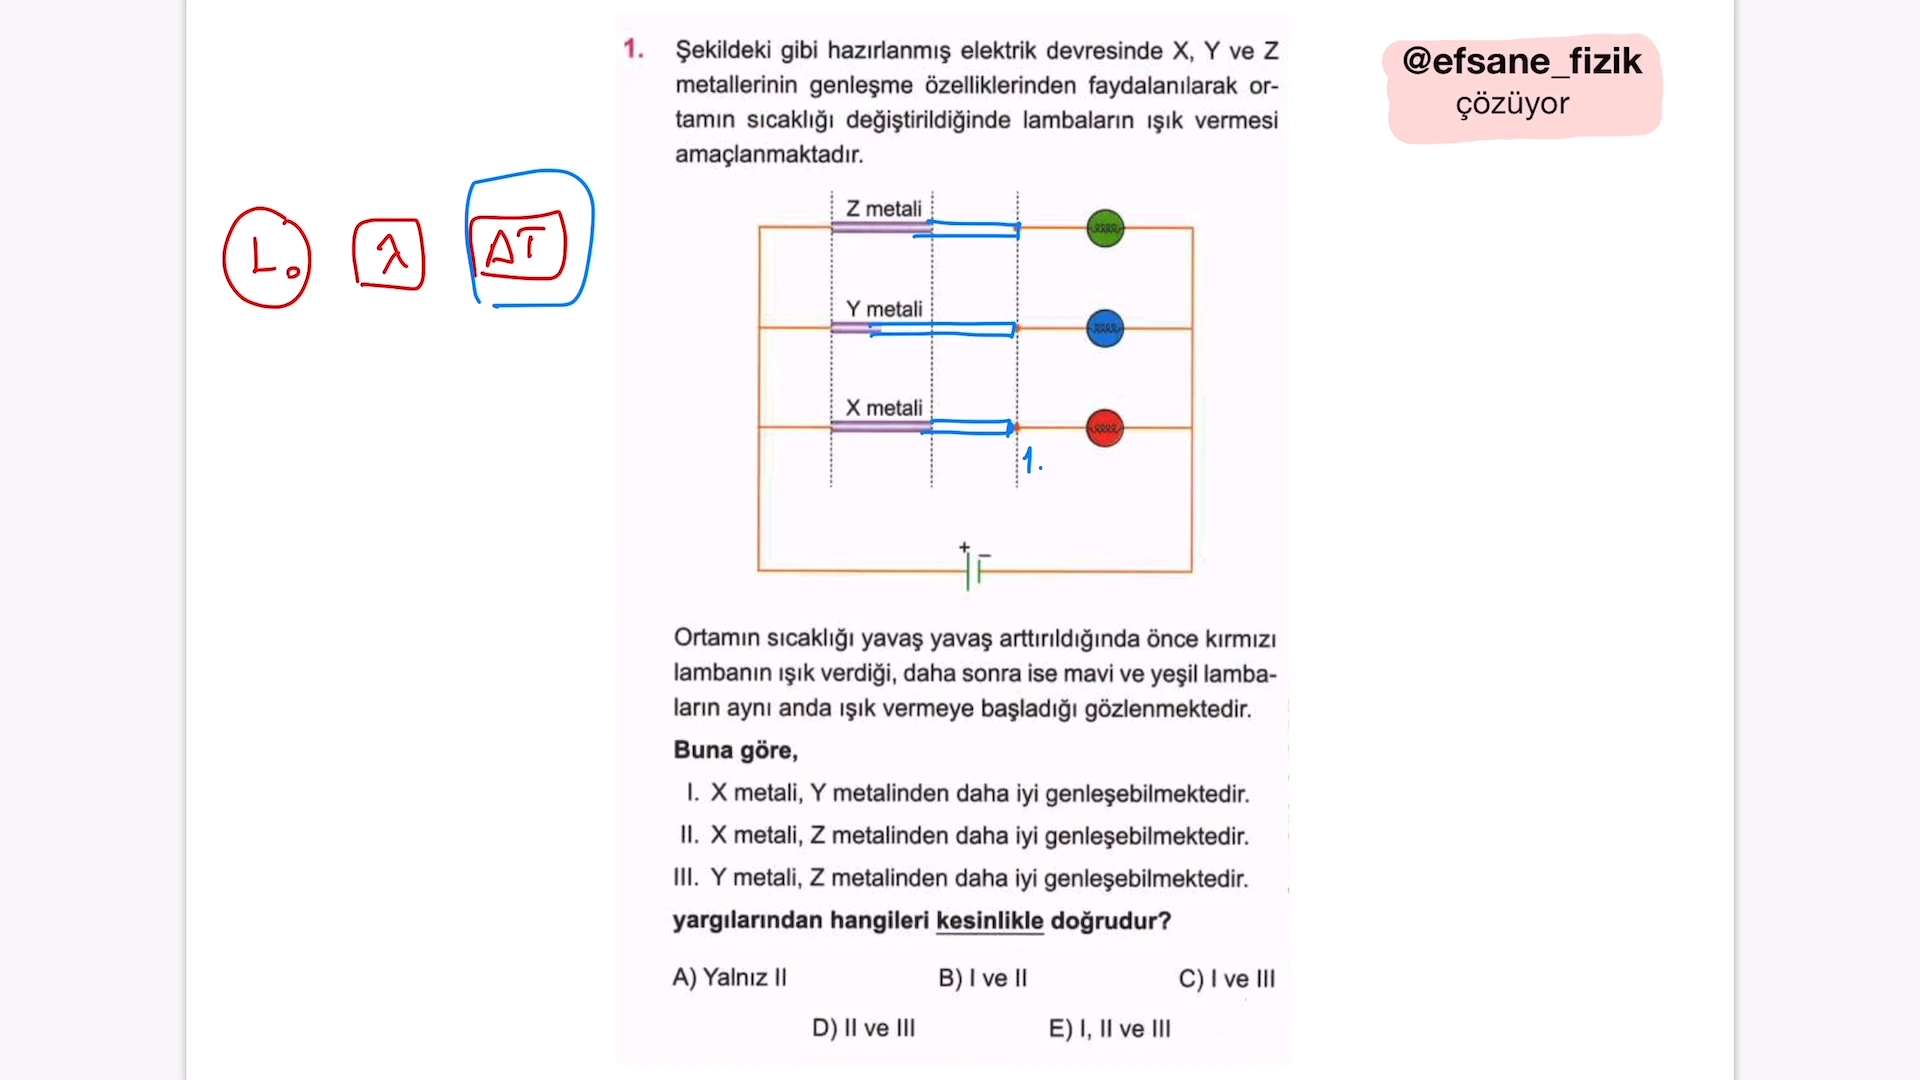 @efsane_fizik
çözüyor
1. Şekildeki gibi hazırlanmış elektrik devresinde X, Y ve Z
metallerinin genleşme özelliklerinden faydalanılarak or-
tamın sıcaklığı değiştirildiğinde lambaların ışık vermesi
amaçlanmaktadır.
L₀ λ ΔT
Z metali
Y metali
X metali
1.
+ −
Ortamın sıcaklığı yavaş yavaş arttırıldığında önce kırmızı
lambanın ışık verdiği, daha sonra ise mavi ve yeşil lamba-
ların aynı anda ışık vermeye başladığı gözlenmektedir.
Buna göre,
I. X metali, Y metalinden daha iyi genleşebilmektedir.
II. X metali, Z metalinden daha iyi genleşebilmektedir.
III. Y metali, Z metalinden daha iyi genleşebilmektedir.
yargılarından hangileri kesinlikle doğrudur?
A) Yalnız II B) I ve II C) I ve III
D) II ve III E) I, II ve III